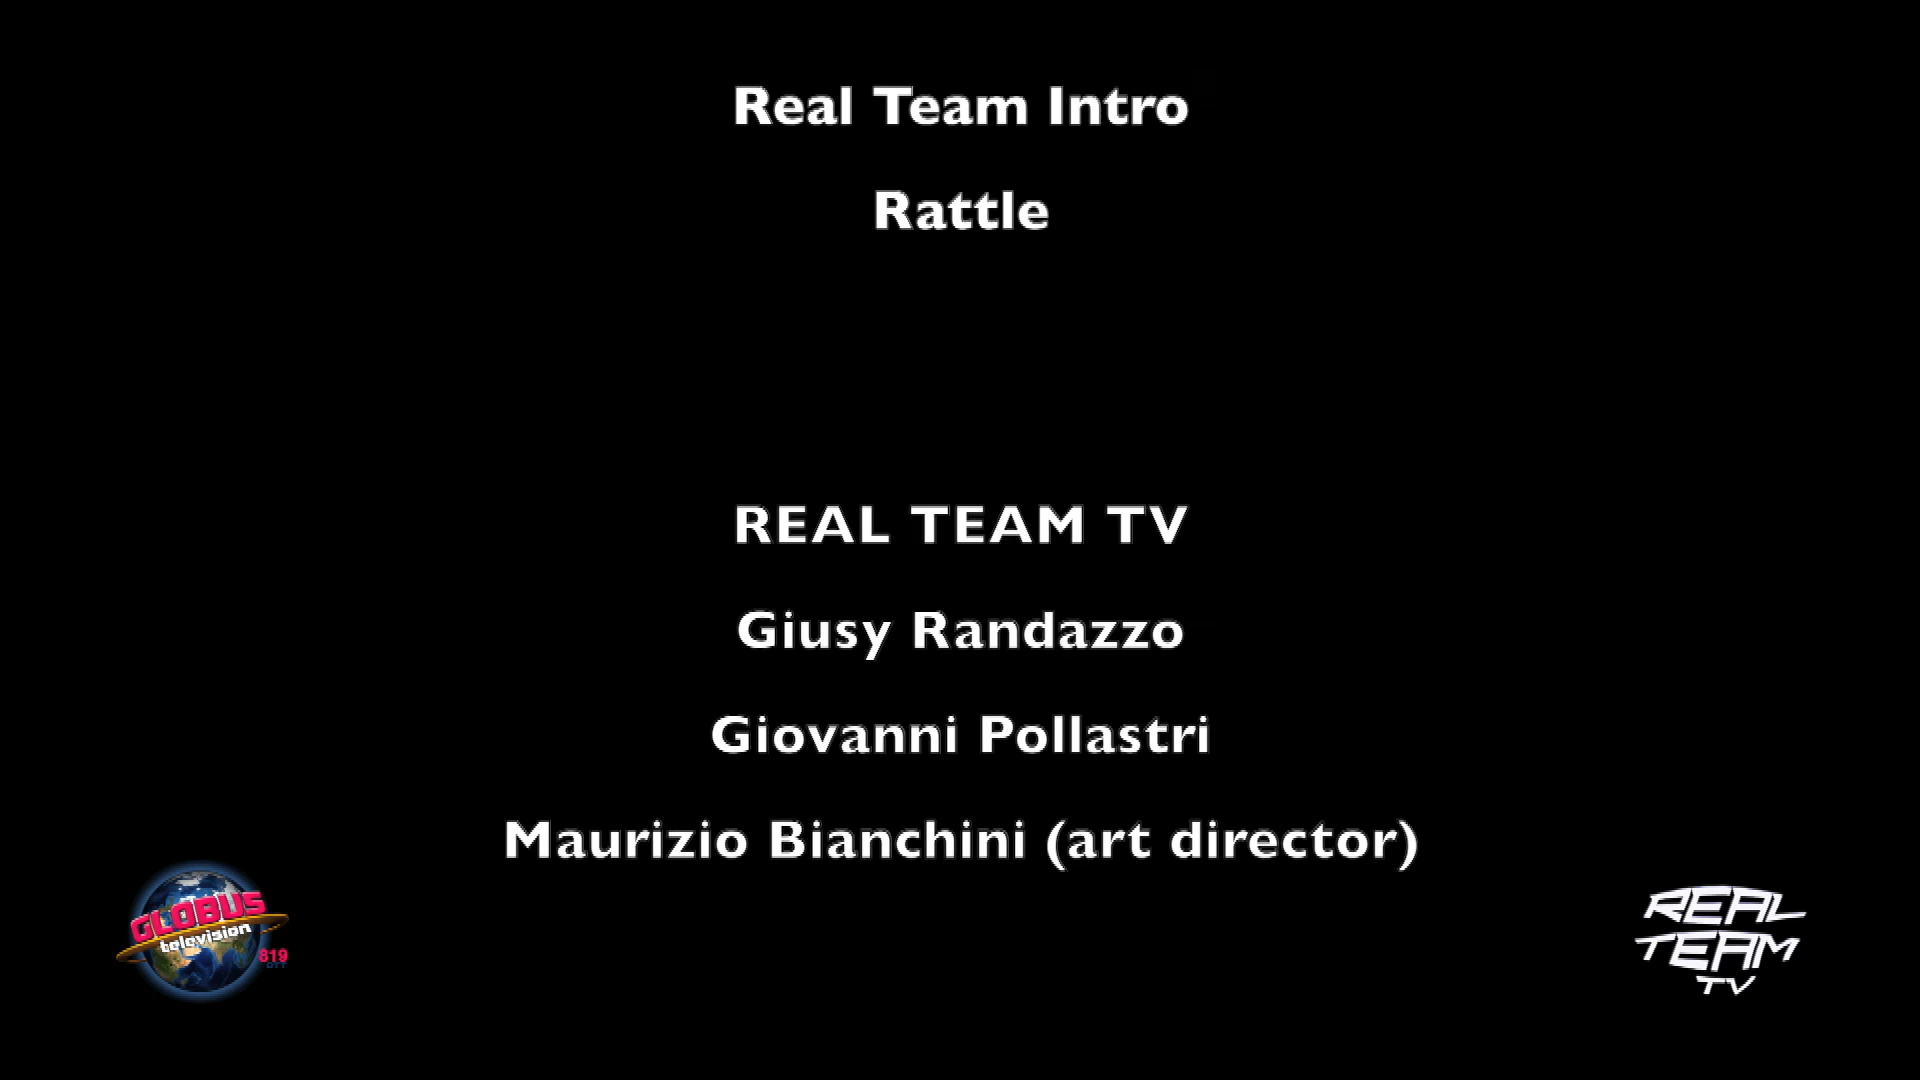 Real Team Intro
Rattle
REAL TEAM TV
Giusy Randazzo
Giovanni Pollastri
Maurizio Bianchini (art director)
GLOBUS
television
819
DTT
REAL
TEAM
TV